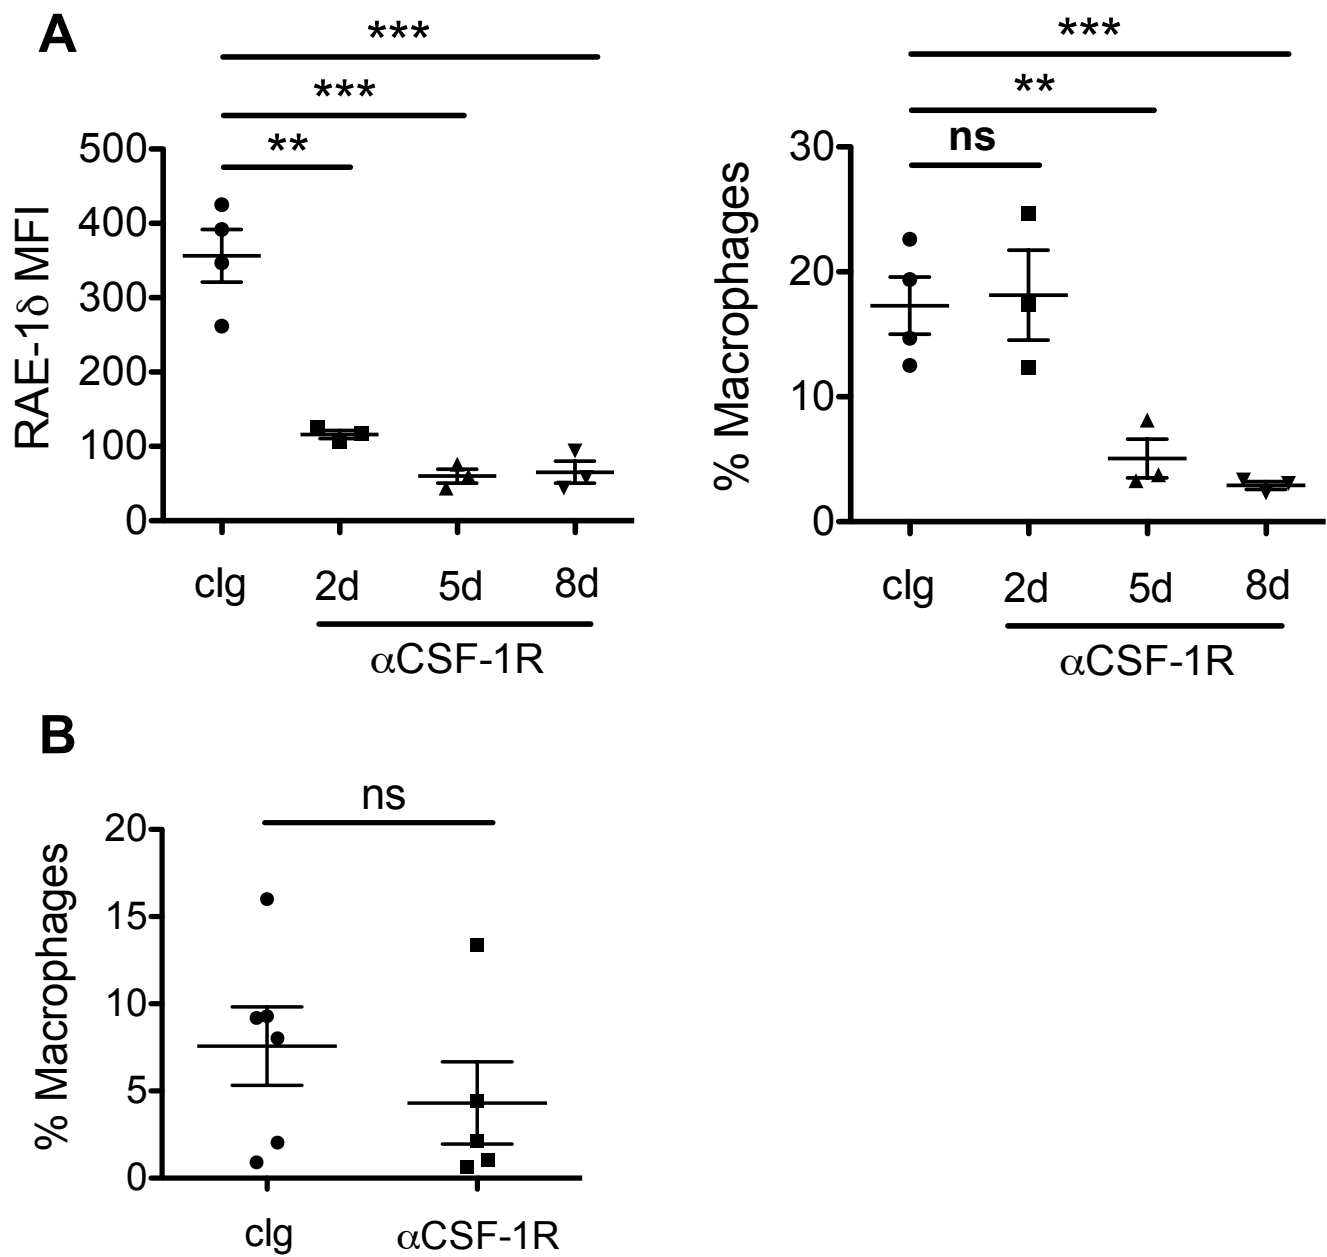 A
***
***
**
500
400
300
200
100
0
RAE-1δ MFI
cIg
2d
5d
8d
αCSF-1R
***
**
ns
30
20
10
0
% Macrophages
cIg
2d
5d
8d
αCSF-1R
B
ns
20
15
10
5
0
% Macrophages
cIg
αCSF-1R